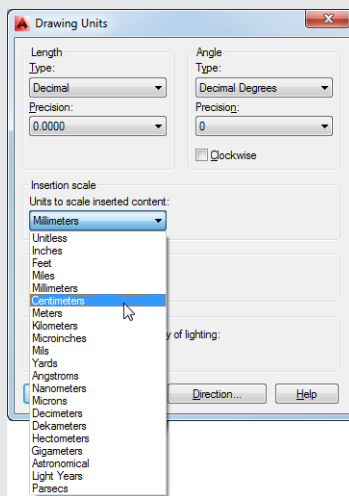 Drawing Units
Length
Type:
Decimal
Precision:
0.0000
Angle
Type:
Decimal Degrees
Precision:
0
Clockwise
Insertion scale
Units to scale inserted content:
Millimeters
Unitless
Inches
Feet
Miles
Millimeters
Centimeters
Meters
Kilometers
Microinches
Mils
Yards
Angstroms
Nanometers
Microns
Decimeters
Dekameters
Hectometers
Gigameters
Astronomical
Light Years
Parsecs
y of lighting:
Direction...
Help